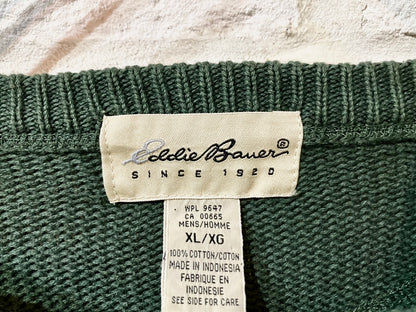 Eddie Bauer®
SINCE 1920
WPL 9647
CA 00665
MENS/HOMME
XL/XG
100% COTTON/COTON
MADE IN INDONESIA
FABRIQUE EN
INDONESIE
SEE SIDE FOR CARE